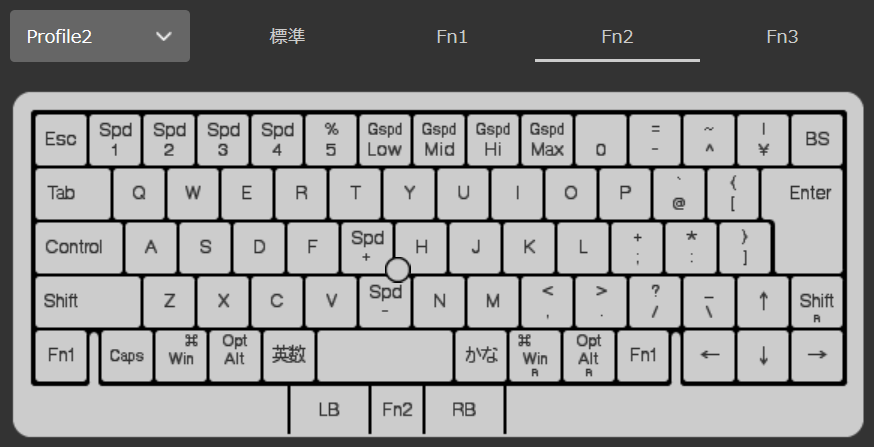 Profile2 標準 Fn1 Fn2 Fn3
Esc Spd 1 Spd 2 Spd 3 Spd 4 % 5 Gspd Low Gspd Mid Gspd Hi Gspd Max 0 = - ~ ^ | ¥ BS
Tab Q W E R T Y U I O P ` @ { [ Enter
Control A S D F Spd + H J K L + ; * : } ]
Shift Z X C V Spd - N M < , > . ? / _ \ ↑ Shift R
Fn1 Caps ⌘ Win Opt Alt 英数 かな ⌘ Win R Opt Alt R Fn1 ← ↓ →
LB Fn2 RB